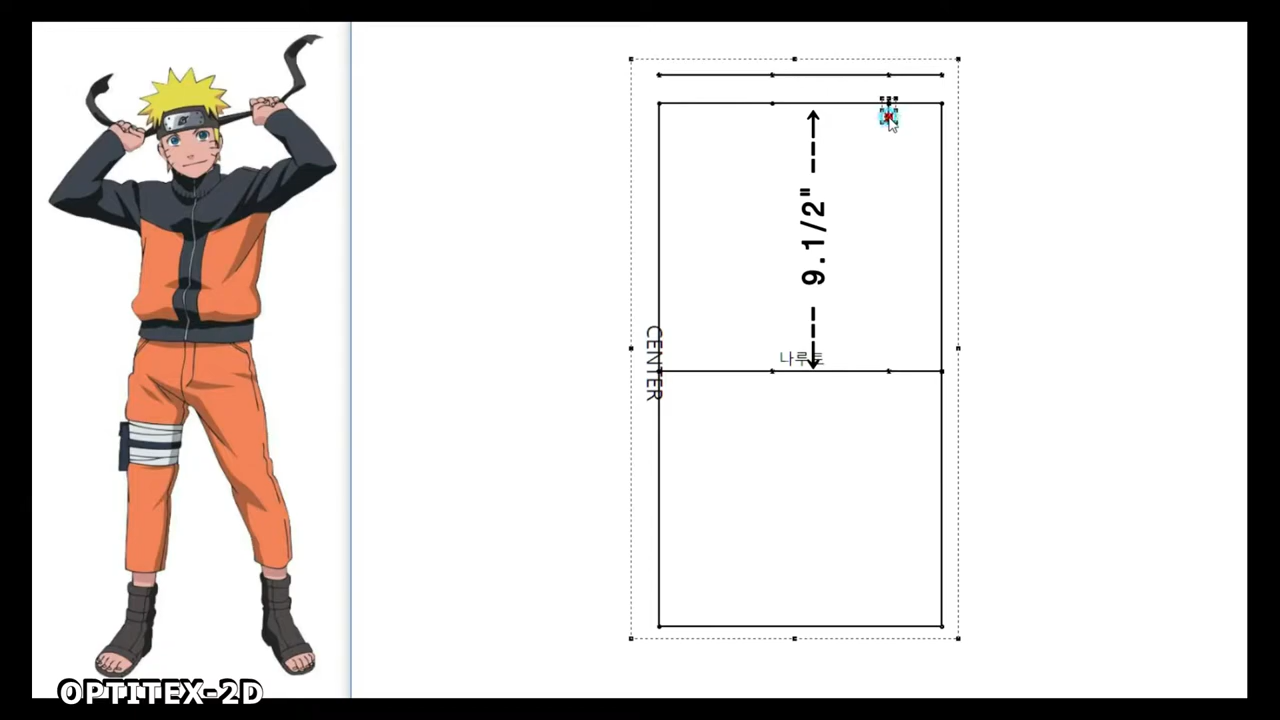 9.1/2"
CENTER
나루토
OPTITEX-2D